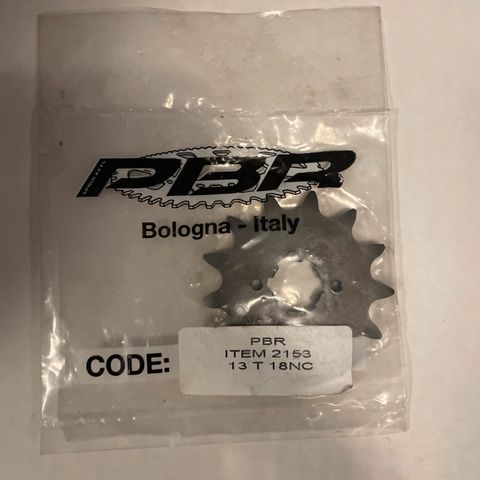 PBR
Bologna - Italy
CODE:
PBR
ITEM 2153
13 T 18NC